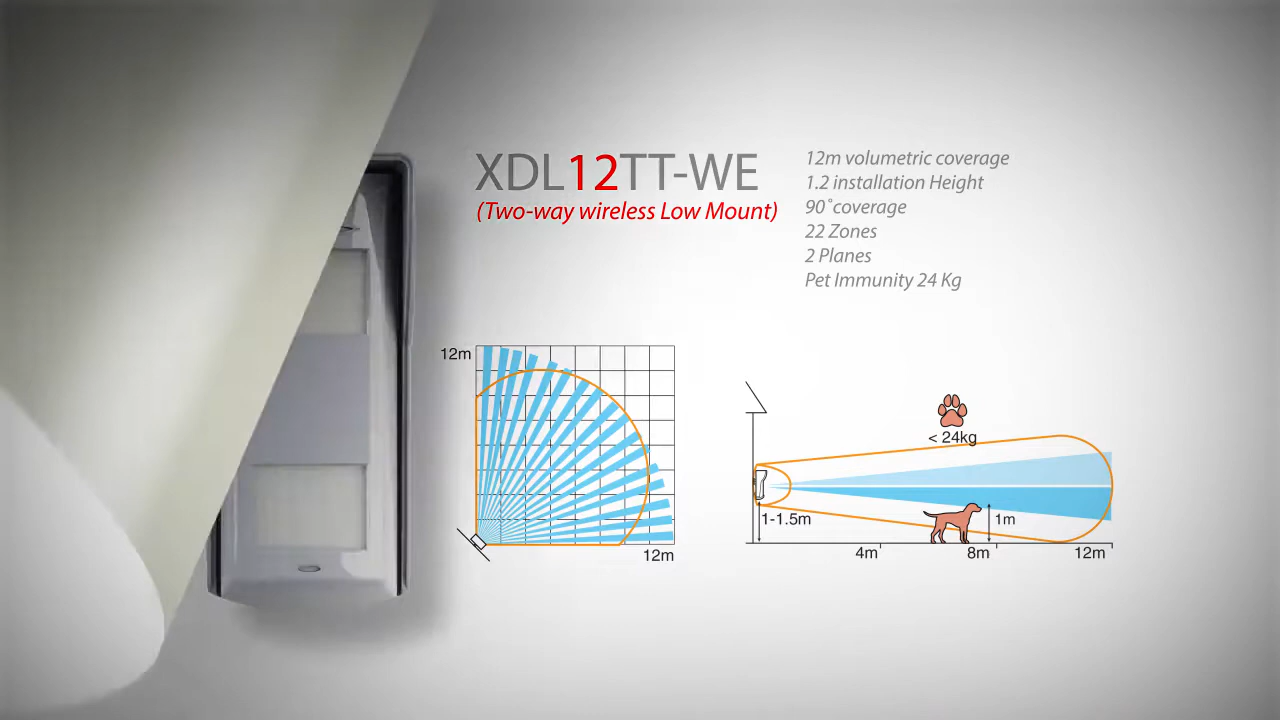 XDL12TT-WE
(Two-way wireless Low Mount)
12m volumetric coverage
1.2 installation Height
90˚coverage
22 Zones
2 Planes
Pet Immunity 24 Kg
12m
12m
< 24kg
1-1.5m
1m
4m
8m
12m